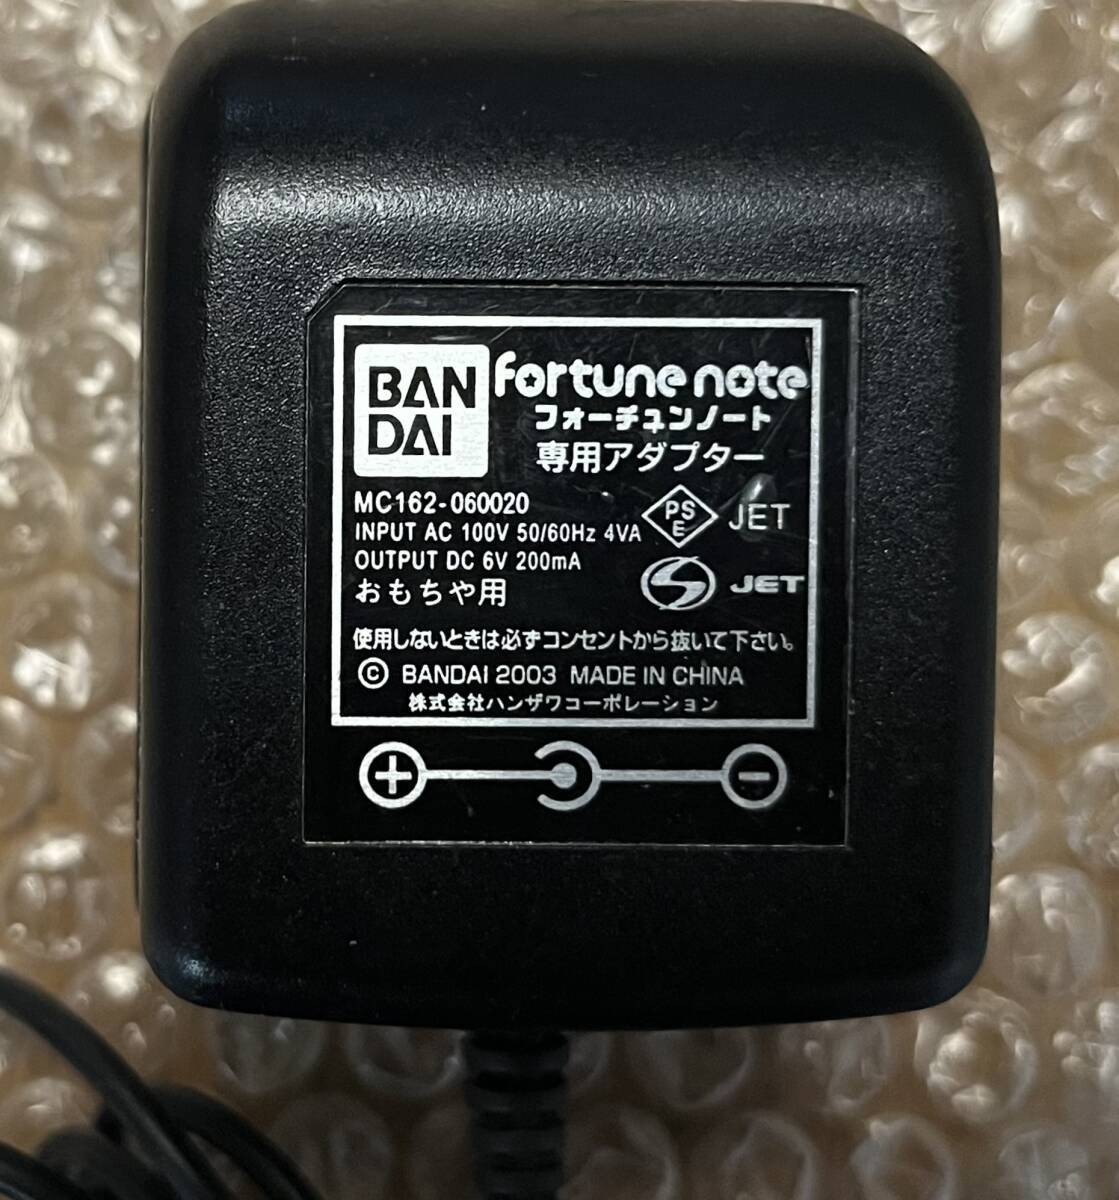 BAN
DAI
fortune note
フォーチュンノート
専用アダプター
MC162-060020
INPUT AC 100V 50/60Hz 4VA
OUTPUT DC 6V 200mA
おもちゃ用
PS
E
JET
S JET
使用しないときは必ずコンセントから抜いて下さい。
© BANDAI 2003 MADE IN CHINA
株式会社ハンザワコーポレーション
+ -